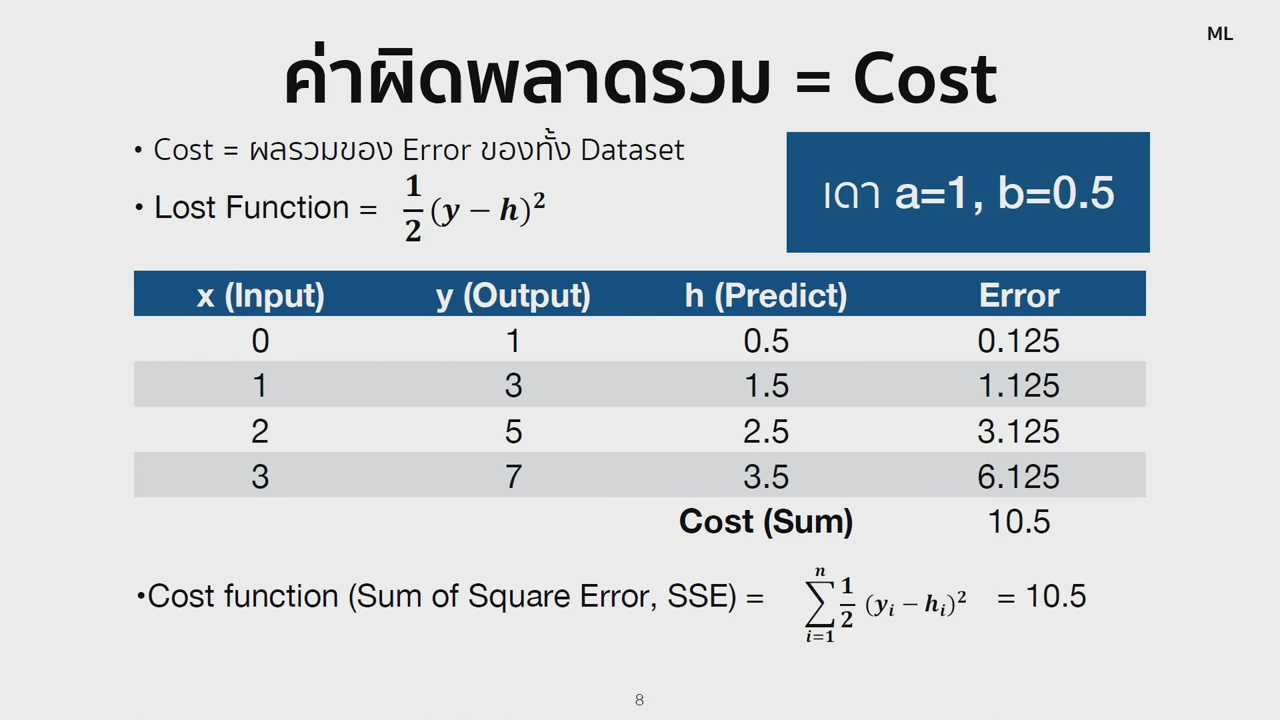 ML
ค่าผิดพลาดรวม = Cost
• Cost = ผลรวมของ Error ของทั้ง Dataset
• Lost Function = 1/2 (y − h)²
เดา a=1, b=0.5
x (Input) y (Output) h (Predict) Error
0 1 0.5 0.125
1 3 1.5 1.125
2 5 2.5 3.125
3 7 3.5 6.125
Cost (Sum) 10.5
•Cost function (Sum of Square Error, SSE) = ∑ⁿᵢ₌₁ 1/2 (yᵢ − hᵢ)² = 10.5
8